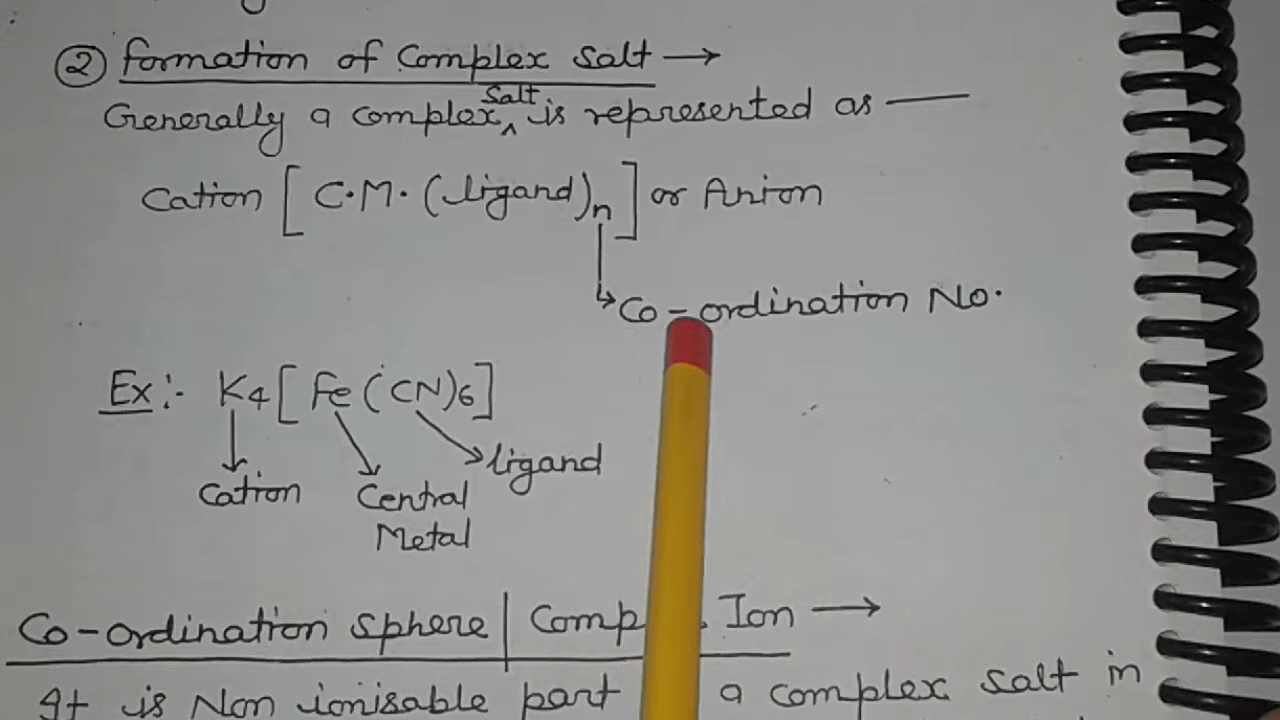 ② Formation of Complex Salt →
Generally a complex salt is represented as —
Cation [C.M. (ligand)n] or Anion
Co-ordination No.
Ex:- K4[Fe(CN)6]
ligand
Cation Central
Metal
Co-ordination Sphere | Ion →
It is Non ionisable part a complex salt in